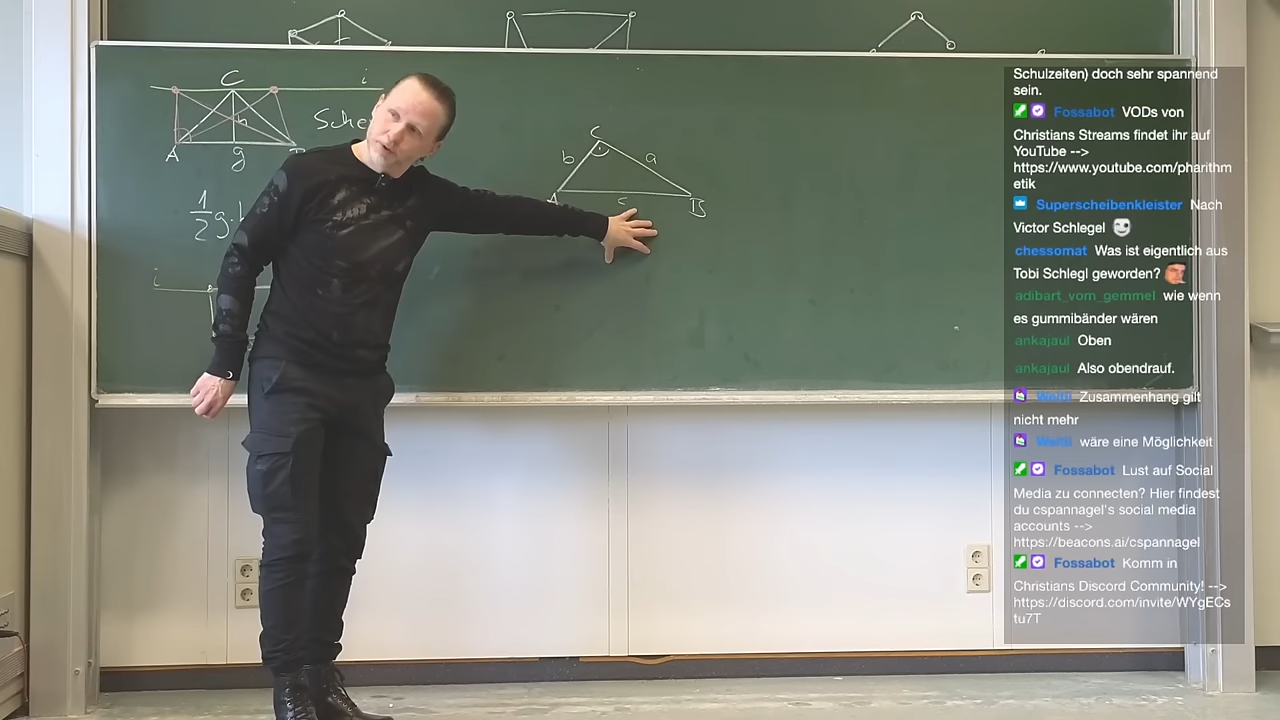 C
i
h
A
g
Sche
1/2 g.
i
C
b
a
A
c
B
Schulzeiten) doch sehr spannend
sein.
Fossabot VODs von
Christians Streams findet ihr auf
YouTube -->
https://www.youtube.com/pharithm
etik
Superscheibenkleister Nach
Victor Schlegel
chessomat Was ist eigentlich aus
Tobi Schlegl geworden?
adibart_vom_gemmel wie wenn
es gummibänder wären
ankajaul Oben
ankajaul Also obendrauf.
Zusammenhang gilt
nicht mehr
wäre eine Möglichkeit
Fossabot Lust auf Social
Media zu connecten? Hier findest
du cspannagel's social media
accounts -->
https://beacons.ai/cspannagel
Fossabot Komm in
Christians Discord Community! -->
https://discord.com/invite/WYgECs
tu7T